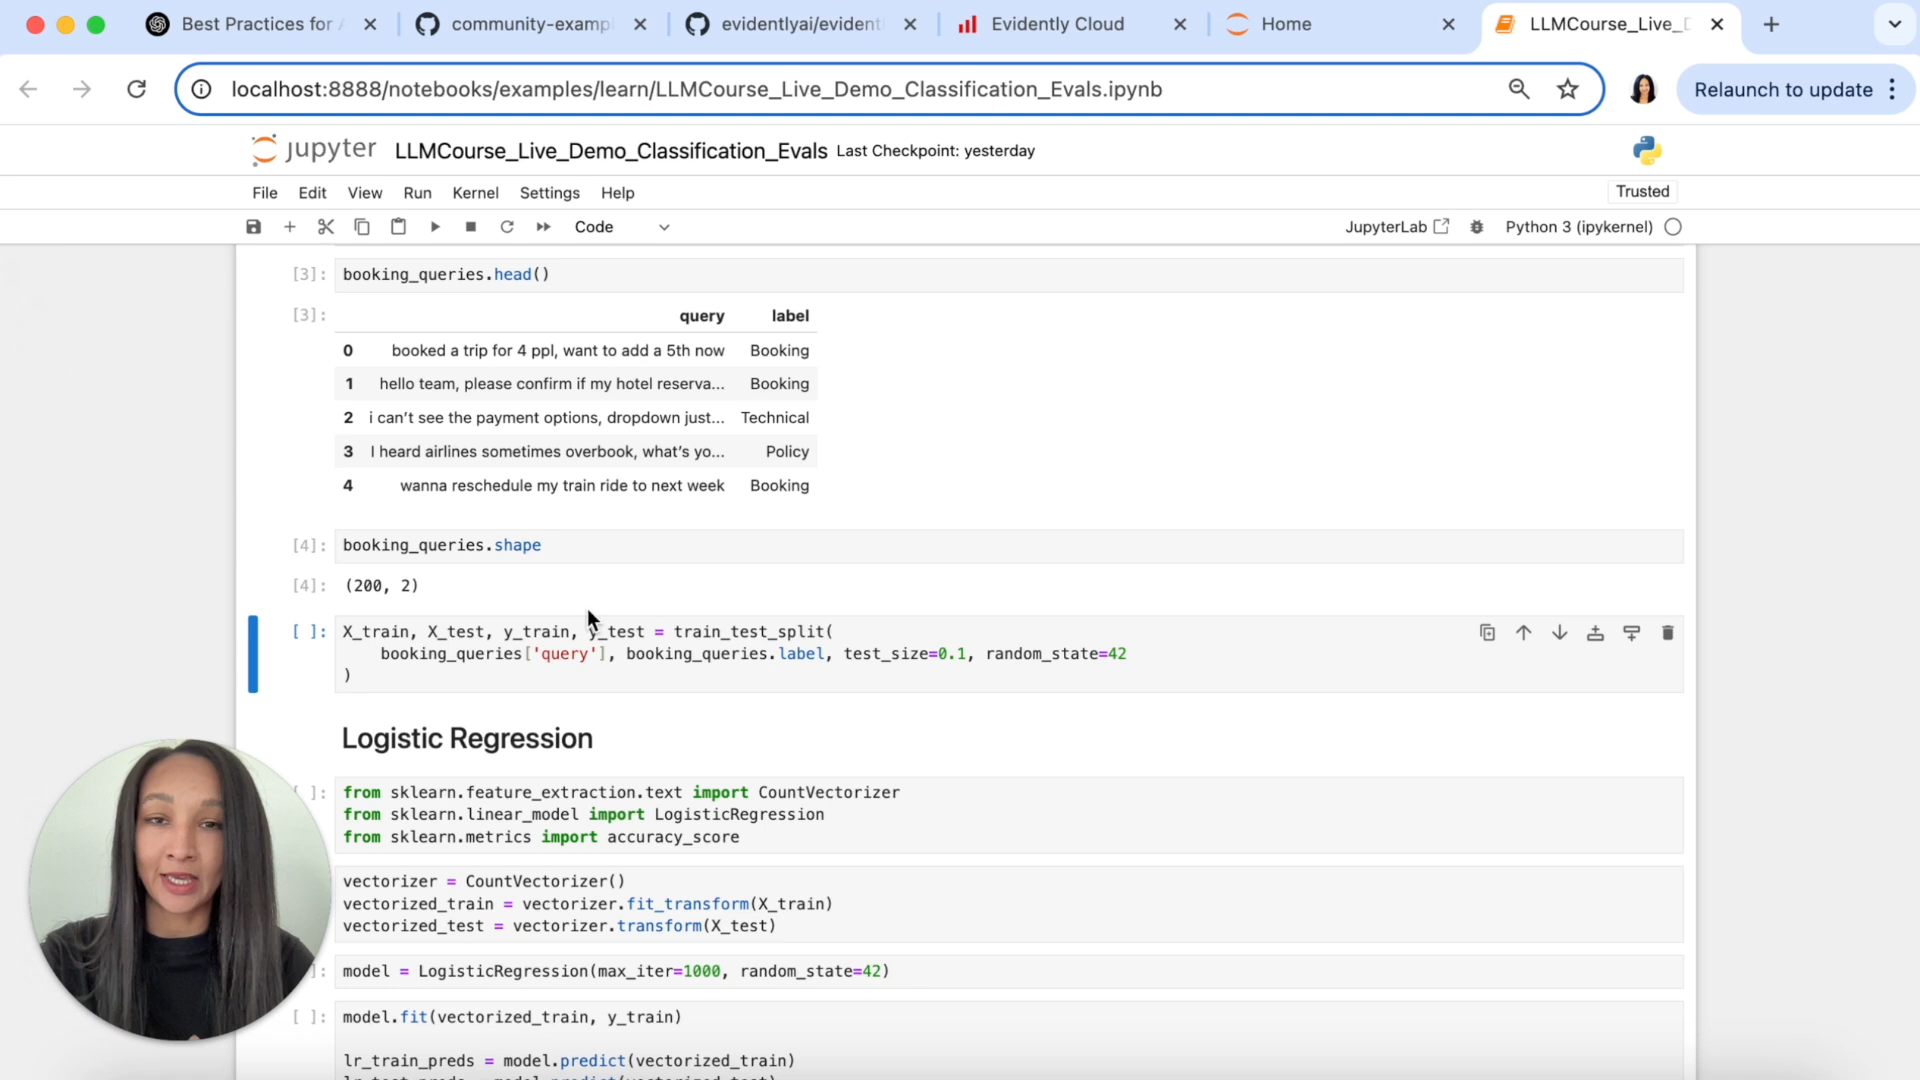 Best Practices for
community-exampl
evidentlyai/evident
Evidently Cloud
Home
LLMCourse_Live_D
localhost:8888/notebooks/examples/learn/LLMCourse_Live_Demo_Classification_Evals.ipynb
Relaunch to update
jupyter LLMCourse_Live_Demo_Classification_Evals Last Checkpoint: yesterday
File Edit View Run Kernel Settings Help
Trusted
Code
JupyterLab
Python 3 (ipykernel)
[3]: booking_queries.head()
[3]: query label
0 booked a trip for 4 ppl, want to add a 5th now Booking
1 hello team, please confirm if my hotel reserva... Booking
2 i can’t see the payment options, dropdown just... Technical
3 I heard airlines sometimes overbook, what’s yo... Policy
4 wanna reschedule my train ride to next week Booking
[4]: booking_queries.shape
[4]: (200, 2)
[ ]: X_train, X_test, y_train, y_test = train_test_split(
booking_queries['query'], booking_queries.label, test_size=0.1, random_state=42
)
Logistic Regression
[ ]: from sklearn.feature_extraction.text import CountVectorizer
from sklearn.linear_model import LogisticRegression
from sklearn.metrics import accuracy_score
vectorizer = CountVectorizer()
vectorized_train = vectorizer.fit_transform(X_train)
vectorized_test = vectorizer.transform(X_test)
]: model = LogisticRegression(max_iter=1000, random_state=42)
[ ]: model.fit(vectorized_train, y_train)
lr_train_preds = model.predict(vectorized_train)